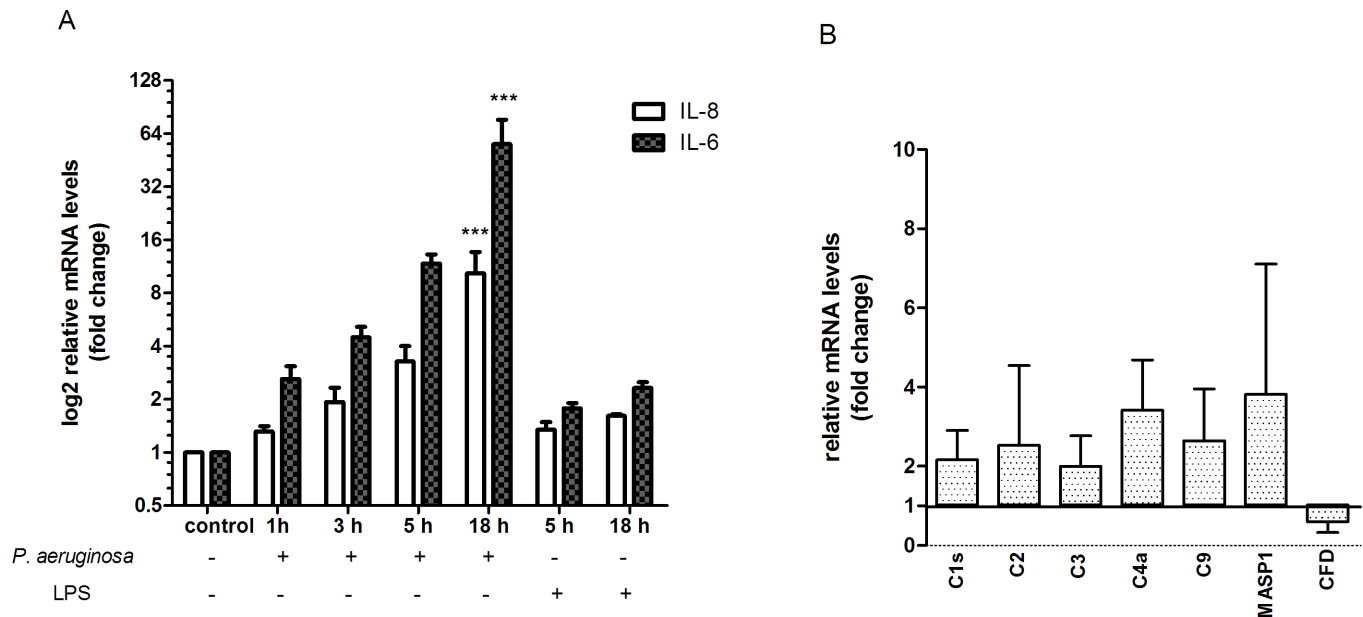 A
log2 relative mRNA levels
(fold change)
128
64
32
16
8
4
2
1
0.5
***
***
IL-8
IL-6
control 1h 3 h 5 h 18 h 5 h 18 h
P. aeruginosa - + + + + - -
LPS - - - - - + +
B
relative mRNA levels
(fold change)
10
8
6
4
2
1
0
C1s
C2
C3
C4a
C9
MASP1
CFD